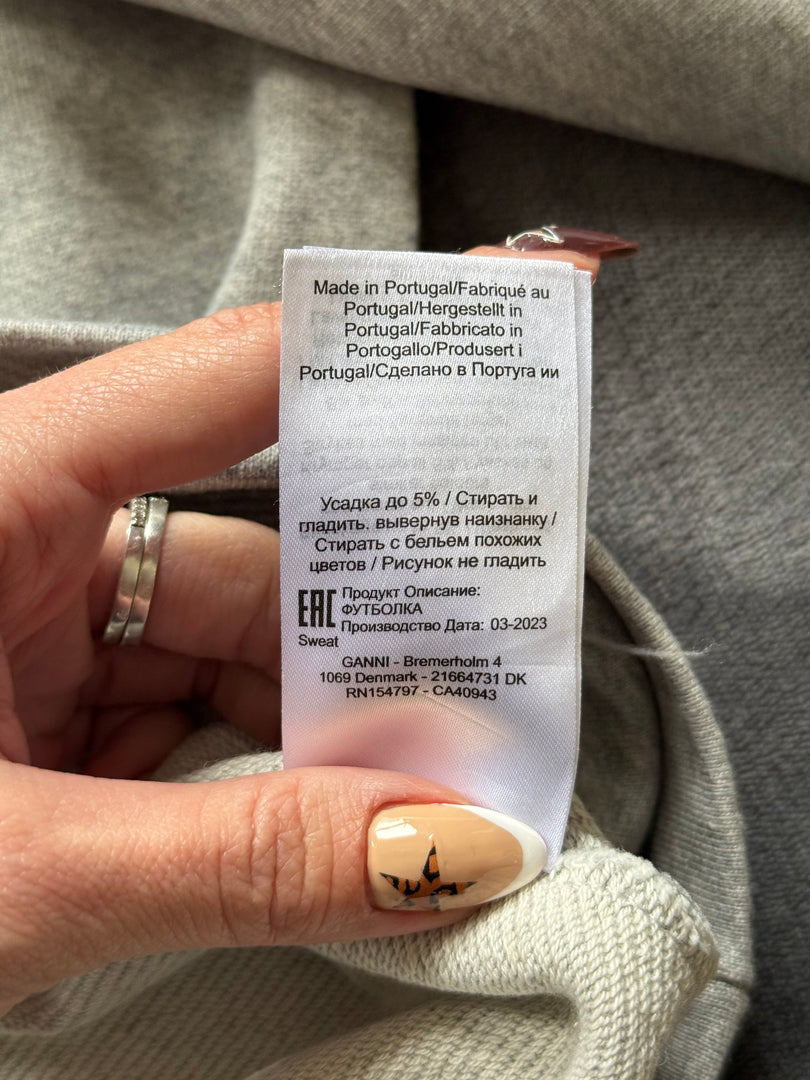 Made in Portugal/Fabriqué au
Portugal/Hergestellt in
Portugal/Fabbricato in
Portogallo/Produsert i
Portugal/Сделано в Португа ии
Усадка до 5% / Стирать и
гладить. вывернув наизнанку /
Стирать с бельем похожих
цветов / Рисунок не гладить
EAC Продукт Описание:
ФУТБОЛКА
Производство Дата: 03-2023
Sweat
GANNI - Bremerholm 4
1069 Denmark - 21664731 DK
RN154797 - CA40943